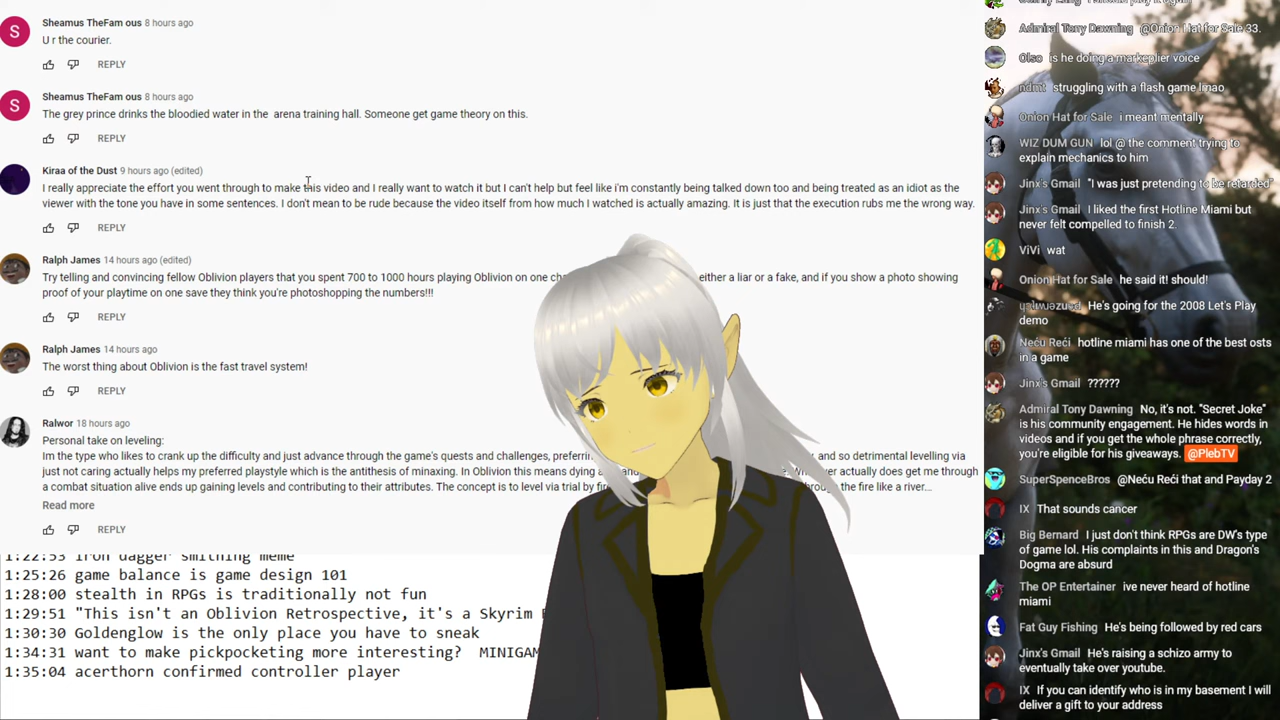 Sheamus TheFam ous 8 hours ago
U r the courier.
REPLY
Sheamus TheFam ous 8 hours ago
The grey prince drinks the bloodied water in the arena training hall. Someone get game theory on this.
REPLY
Kiraa of the Dust 9 hours ago (edited)
I really appreciate the effort you went through to make this video and I really want to watch it but I can't help but feel like i'm constantly being talked down too and being treated as an idiot as the
viewer with the tone you have in some sentences. I don't mean to be rude because the video itself from how much I watched is actually amazing. It is just that the execution rubs me the wrong way.
REPLY
Ralph James 14 hours ago (edited)
Try telling and convincing fellow Oblivion players that you spent 700 to 1000 hours playing Oblivion on one cha either a liar or a fake, and if you show a photo showing
proof of your playtime on one save they think you're photoshopping the numbers!!!
REPLY
Ralph James 14 hours ago
The worst thing about Oblivion is the fast travel system!
REPLY
Ralwor 18 hours ago
Personal take on leveling:
Im the type who likes to crank up the difficulty and just advance through the game's quests and challenges, preferrin and so detrimental levelling via
just not caring actually helps my preferred playstyle which is the antithesis of minaxing. In Oblivion this means dying a and actually does get me through
a combat situation alive ends up gaining levels and contributing to their attributes. The concept is to level via trial by fire through the fire like a river...
Read more
REPLY
1:22:53 iron dagger smithing meme
1:25:26 game balance is game design 101
1:28:00 stealth in RPGs is traditionally not fun
1:29:51 "This isn't an Oblivion Retrospective, it's a Skyrim
1:30:30 Goldenglow is the only place you have to sneak
1:34:31 want to make pickpocketing more interesting? MINIGAM
1:35:04 acerthorn confirmed controller player
Admiral Tony Dawning @Onion Hat for Sale 33.
Olso is he doing a markeplier voice
ndmt struggling with a flash game lmao
Onion Hat for Sale i meant mentally
WIZ DUM GUN lol @ the comment trying to
explain mechanics to him
Jinx's Gmail "I was just pretending to be retarded"
Jinx's Gmail I liked the first Hotline Miami but
never felt compelled to finish 2.
ViVi wat
Onion Hat for Sale he said it! should!
He's going for the 2008 Let's Play
demo
Neću Reći hotline miami has one of the best osts
in a game
Jinx's Gmail ??????
Admiral Tony Dawning No, it's not. "Secret Joke"
is his community engagement. He hides words in
videos and if you get the whole phrase correctly,
you're eligible for his giveaways. @PlebTV
SuperSpenceBros @Neću Reći that and Payday 2
IX That sounds cancer
Big Bernard I just don't think RPGs are DW's type
of game lol. His complaints in this and Dragon's
Dogma are absurd
The OP Entertainer ive never heard of hotline
miami
Fat Guy Fishing He's being followed by red cars
Jinx's Gmail He's raising a schizo army to
eventually take over youtube.
IX If you can identify who is in my basement I will
deliver a gift to your address